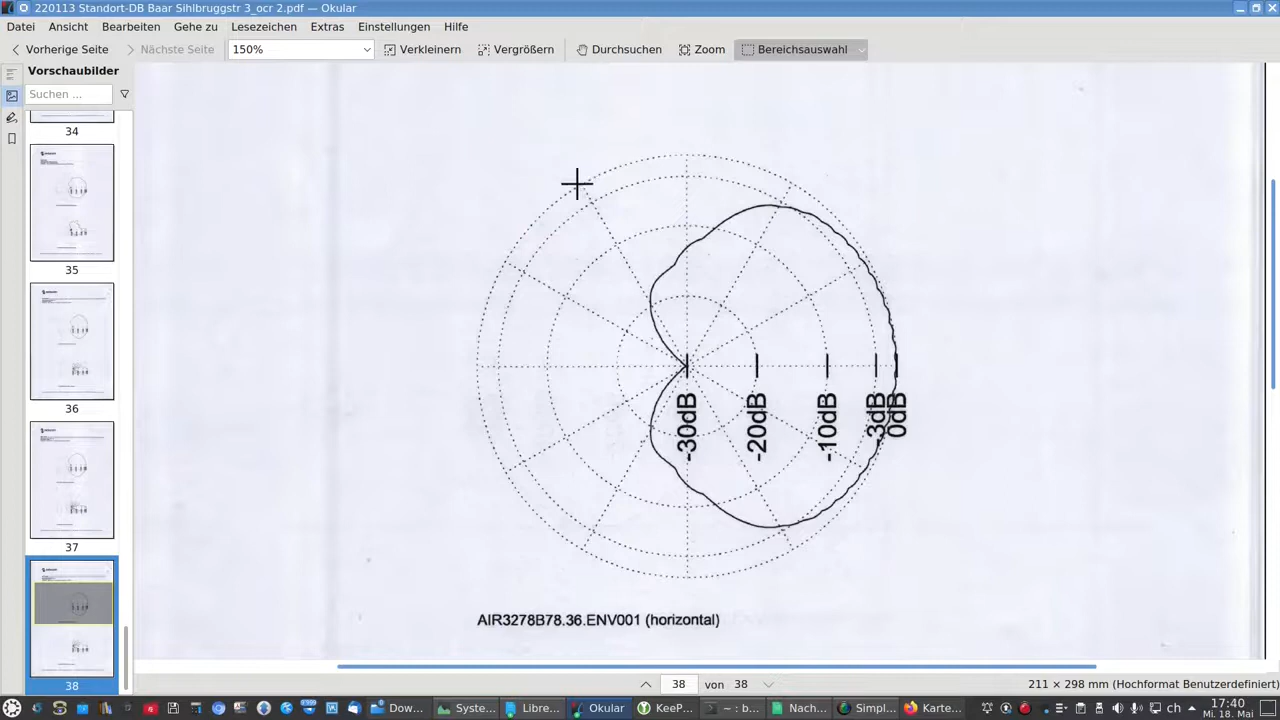 220113 Standort-DB Baar Sihlbruggstr 3_ocr 2.pdf — Okular
Datei Ansicht Bearbeiten Gehe zu Lesezeichen Extras Einstellungen Hilfe
Vorherige Seite Nächste Seite 150% Verkleinern Vergrößern Durchsuchen Zoom Bereichsauswahl
Vorschaubilder
Suchen ...
34
35
36
37
38
-30dB
-20dB
-10dB
-3dB
0dB
AIR3278B78.36.ENV001 (horizontal)
38 von 38
211 × 298 mm (Hochformat Benutzerdefiniert)
Dow... Syste... Libre... Okular KeeP... ~ : b... Nach... Simpl... Karte...
17:40
Mi. 18. Mai